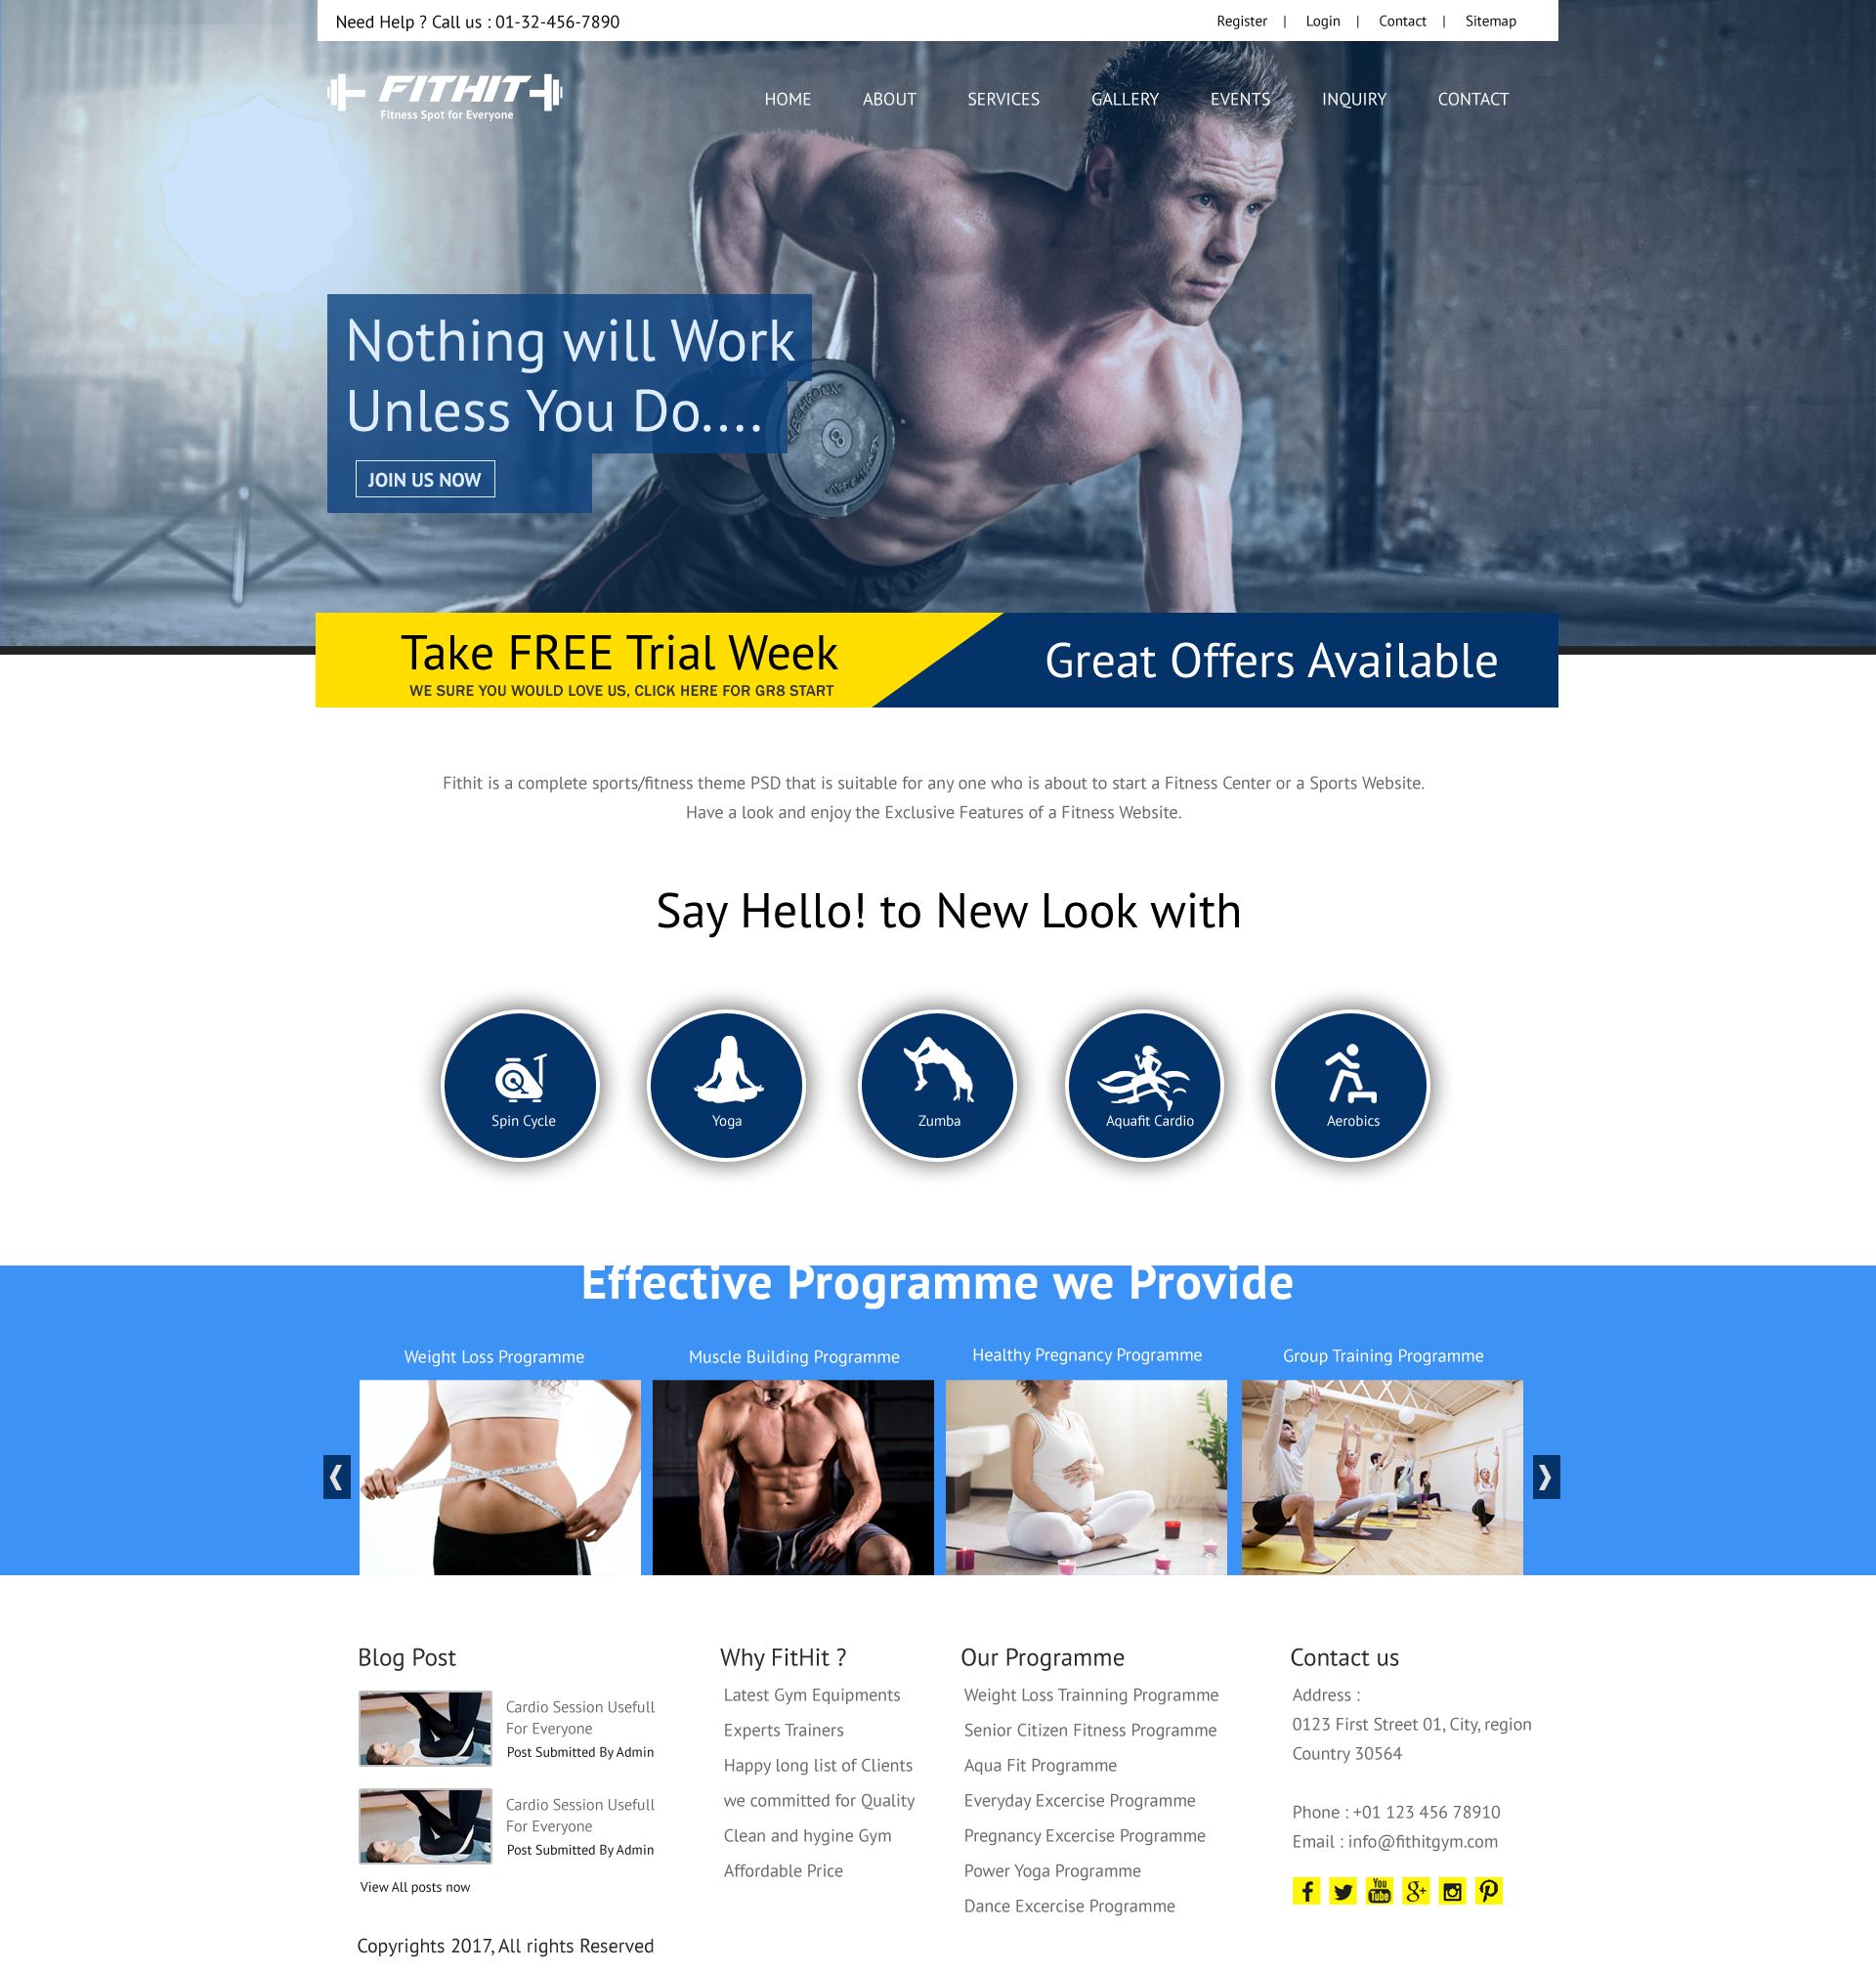 Need Help ? Call us : 01-32-456-7890
Register | Login | Contact | Sitemap
FITHIT
Fitness Spot for Everyone
HOME ABOUT SERVICES GALLERY EVENTS INQUIRY CONTACT
Nothing will Work
Unless You Do....
JOIN US NOW
Take FREE Trial Week
WE SURE YOU WOULD LOVE US, CLICK HERE FOR GR8 START
Great Offers Available
Fithit is a complete sports/fitness theme PSD that is suitable for any one who is about to start a Fitness Center or a Sports Website.
Have a look and enjoy the Exclusive Features of a Fitness Website.
Say Hello! to New Look with
Spin Cycle
Yoga
Zumba
Aquafit Cardio
Aerobics
Effective Programme we Provide
Weight Loss Programme
Muscle Building Programme
Healthy Pregnancy Programme
Group Training Programme
Blog Post
Cardio Session Usefull
For Everyone
Post Submitted By Admin
Cardio Session Usefull
For Everyone
Post Submitted By Admin
View All posts now
Why FitHit ?
Latest Gym Equipments
Experts Trainers
Happy long list of Clients
we committed for Quality
Clean and hygine Gym
Affordable Price
Our Programme
Weight Loss Trainning Programme
Senior Citizen Fitness Programme
Aqua Fit Programme
Everyday Excercise Programme
Pregnancy Excercise Programme
Power Yoga Programme
Dance Excercise Programme
Contact us
Address :
0123 First Street 01, City, region
Country 30564
Phone : +01 123 456 78910
Email : info@fithitgym.com
You Tube
Copyrights 2017, All rights Reserved